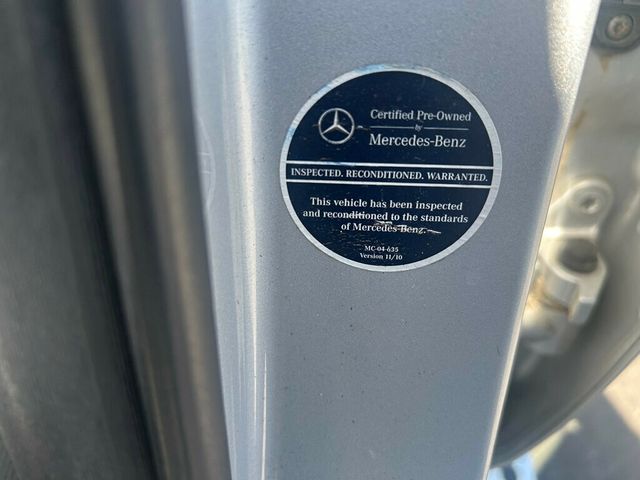 Certified Pre-Owned
by
Mercedes-Benz
INSPECTED. RECONDITIONED. WARRANTED.
This vehicle has been inspected
and reconditioned to the standards
of Mercedes-Benz.
MC-04-635
Version 11/10